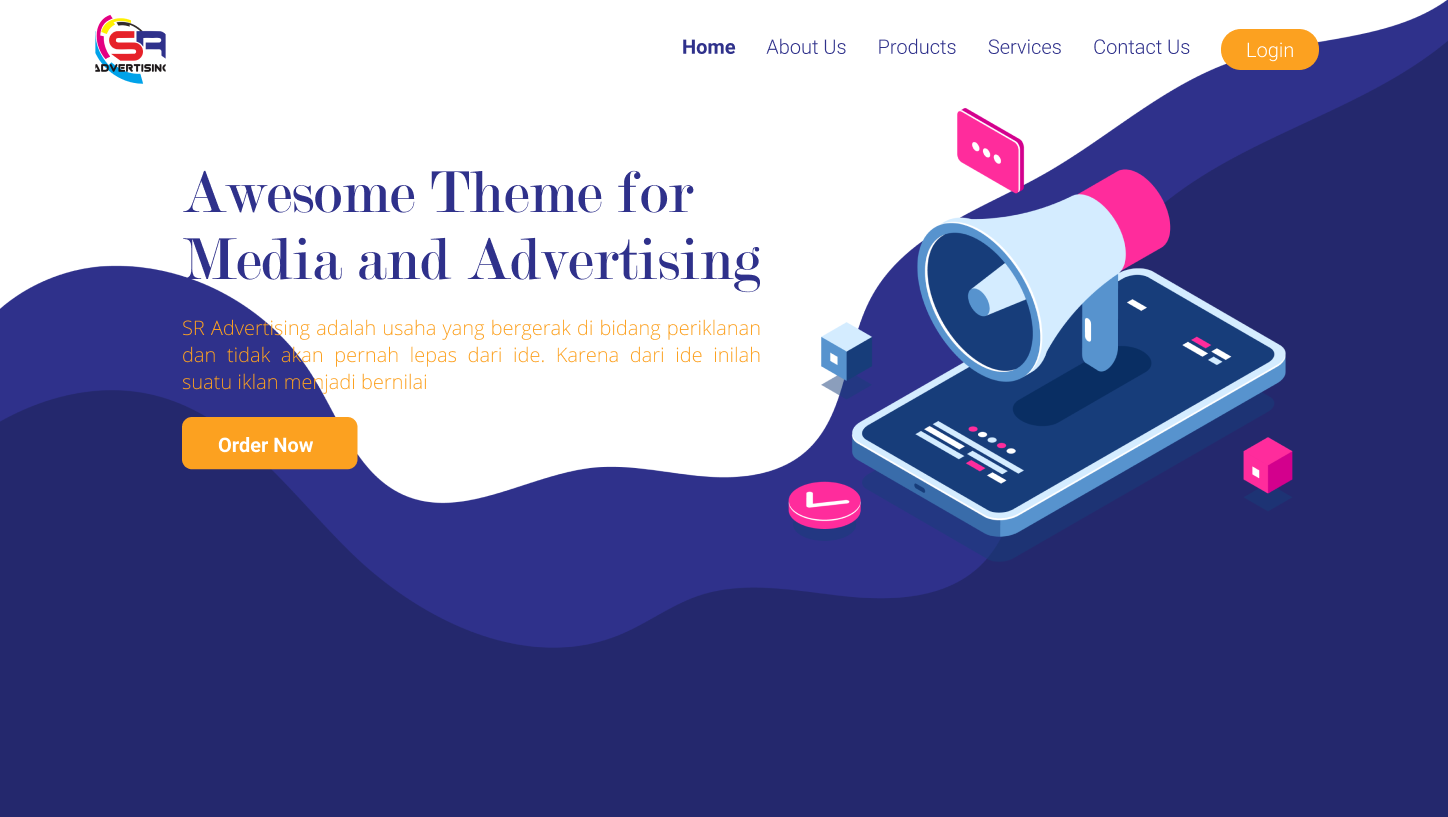 SR
ADVERTISING
Home About Us Products Services Contact Us Login
Awesome Theme for
Media and Advertising
SR Advertising adalah usaha yang bergerak di bidang periklanan
dan tidak akan pernah lepas dari ide. Karena dari ide inilah
suatu iklan menjadi bernilai
Order Now